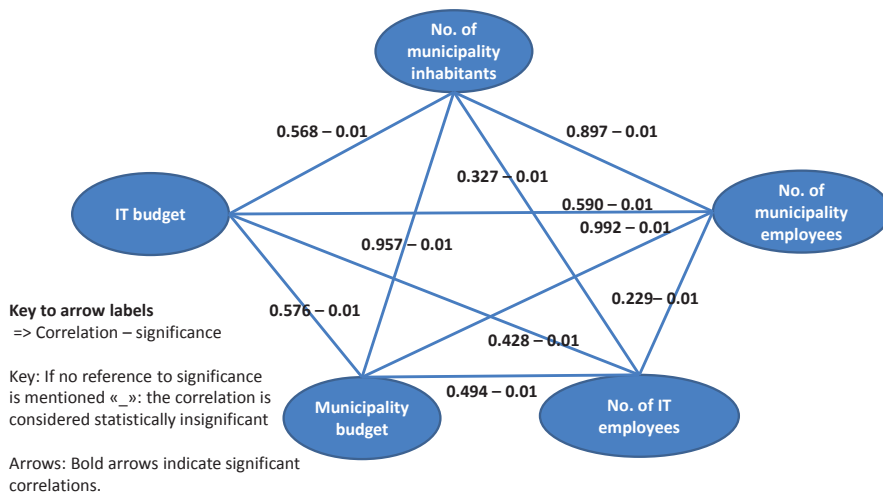 No. of
municipality
inhabitants
0.568 – 0.01
0.897 – 0.01
0.327 – 0.01
IT budget
0.590 – 0.01
No. of
municipality
employees
0.992 – 0.01
0.957 – 0.01
0.229– 0.01
0.576 – 0.01
0.428 – 0.01
0.494 – 0.01
Municipality
budget
No. of IT
employees
Key to arrow labels
=> Correlation – significance
Key: If no reference to significance
is mentioned «_»: the correlation is
considered statistically insignificant
Arrows: Bold arrows indicate significant
correlations.